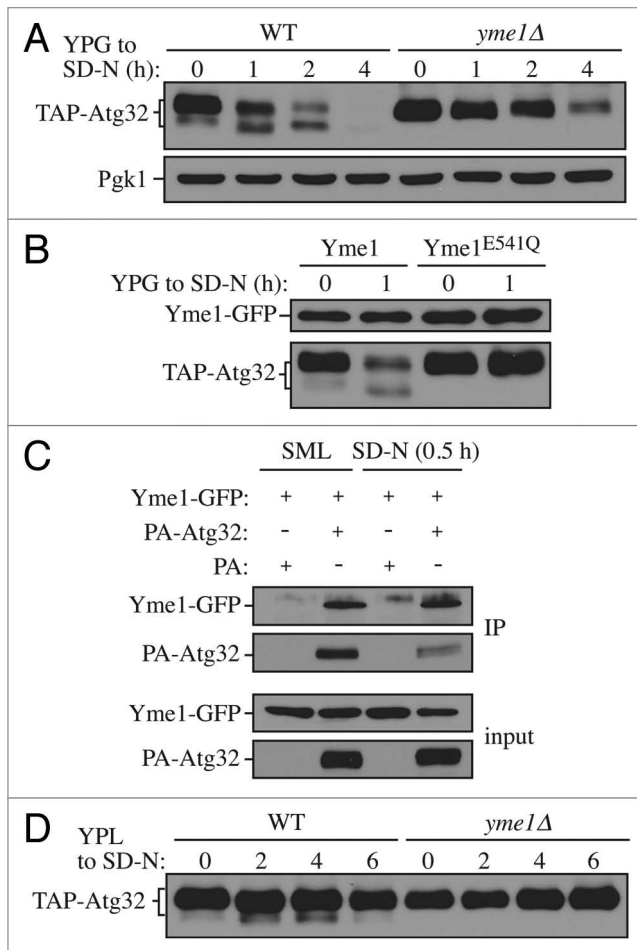 A
WT yme1Δ
YPG to
SD-N (h): 0 1 2 4 0 1 2 4
TAP-Atg32
Pgk1
B
Yme1 Yme1E541Q
YPG to SD-N (h): 0 1 0 1
Yme1-GFP
TAP-Atg32
C
SML SD-N (0.5 h)
Yme1-GFP: + + + +
PA-Atg32: - + - +
PA: + - + -
Yme1-GFP
IP
PA-Atg32
Yme1-GFP
input
PA-Atg32
D
WT yme1Δ
YPL
to SD-N: 0 2 4 6 0 2 4 6
TAP-Atg32